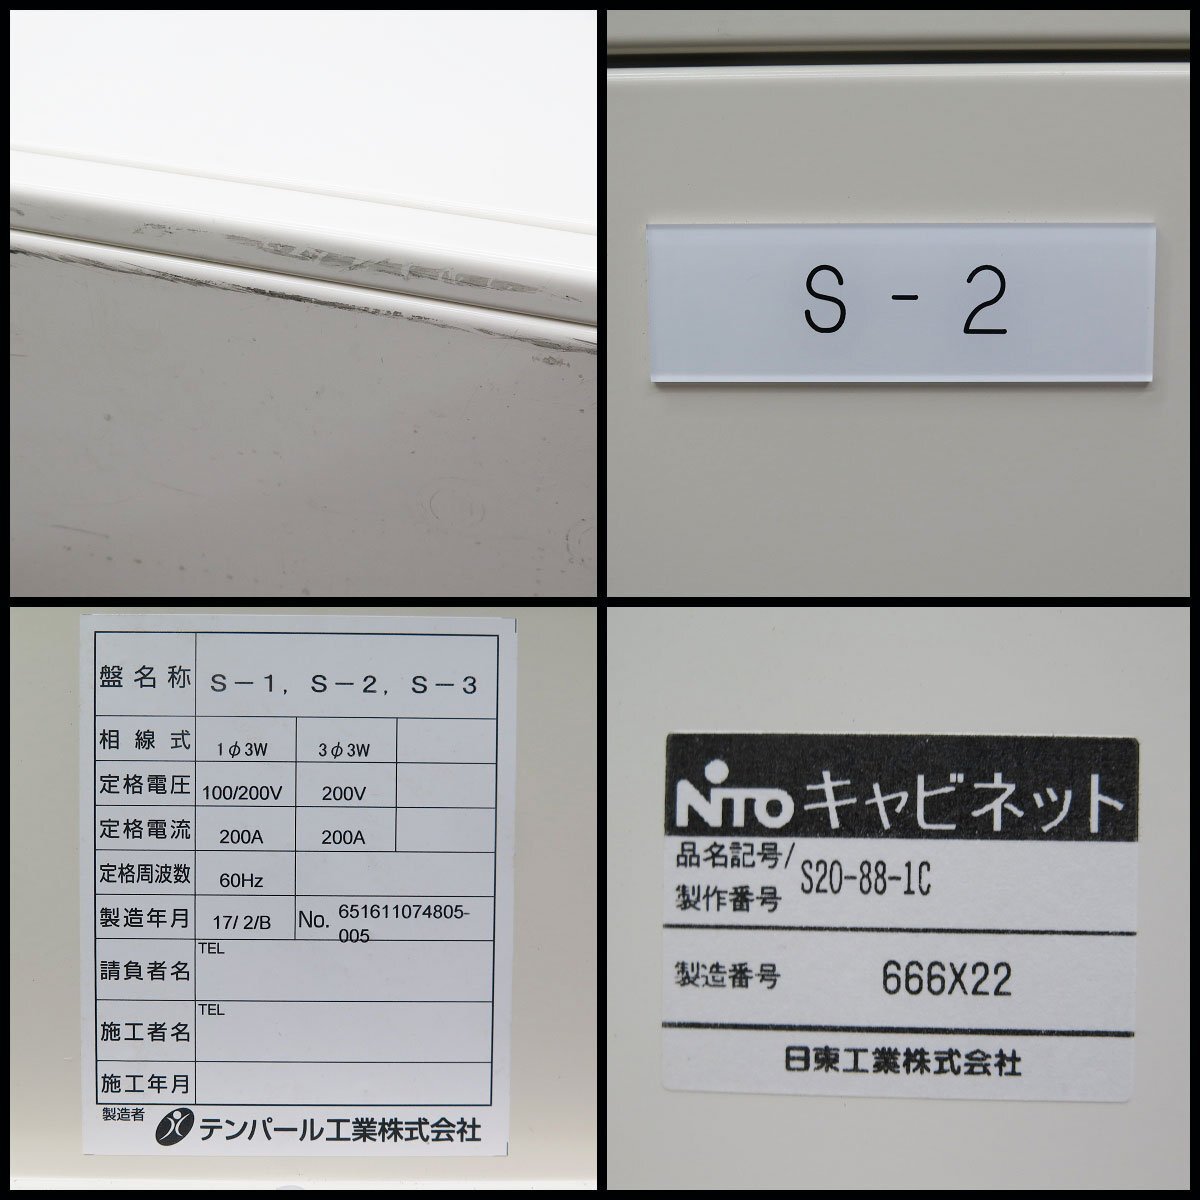 S - 2
盤名称 S-1, S-2, S-3
相線式 1φ3W 3φ3W
定格電圧 100/200V 200V
定格電流 200A 200A
定格周波数 60Hz
製造年月 17/ 2/B No. 651611074805-
005
請負者名 TEL
施工者名 TEL
施工年月
製造者 テンパール工業株式会社
NITO キャビネット
品名記号/
製作番号 S20-88-1C
製造番号 666X22
日東工業株式会社